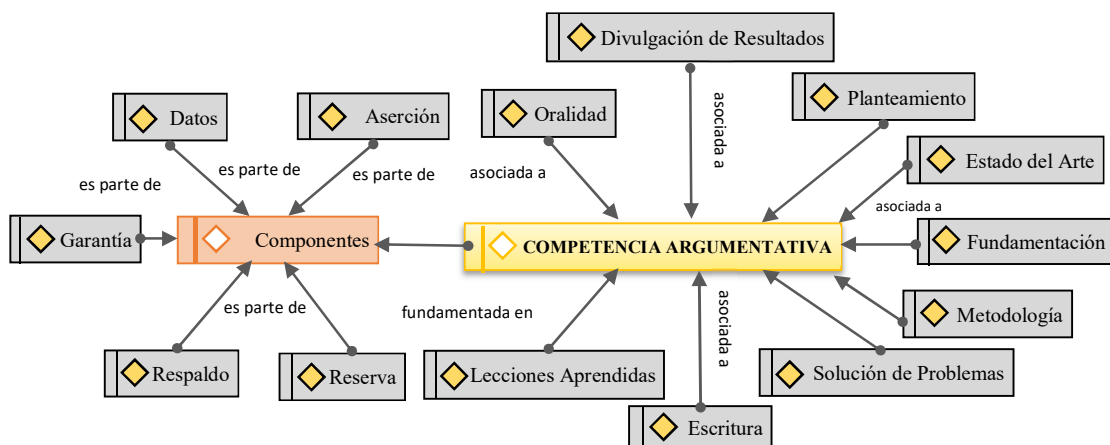 Divulgación de Resultados
Planteamiento
Datos
Aserción
Oralidad
asociada a
Estado del Arte
es parte de
es parte de
es parte de
asociada a
asociada a
Garantía
Componentes
COMPETENCIA ARGUMENTATIVA
Fundamentación
es parte de
fundamentada en
asociada a
Metodología
Respaldo
Reserva
Lecciones Aprendidas
Solución de Problemas
Escritura